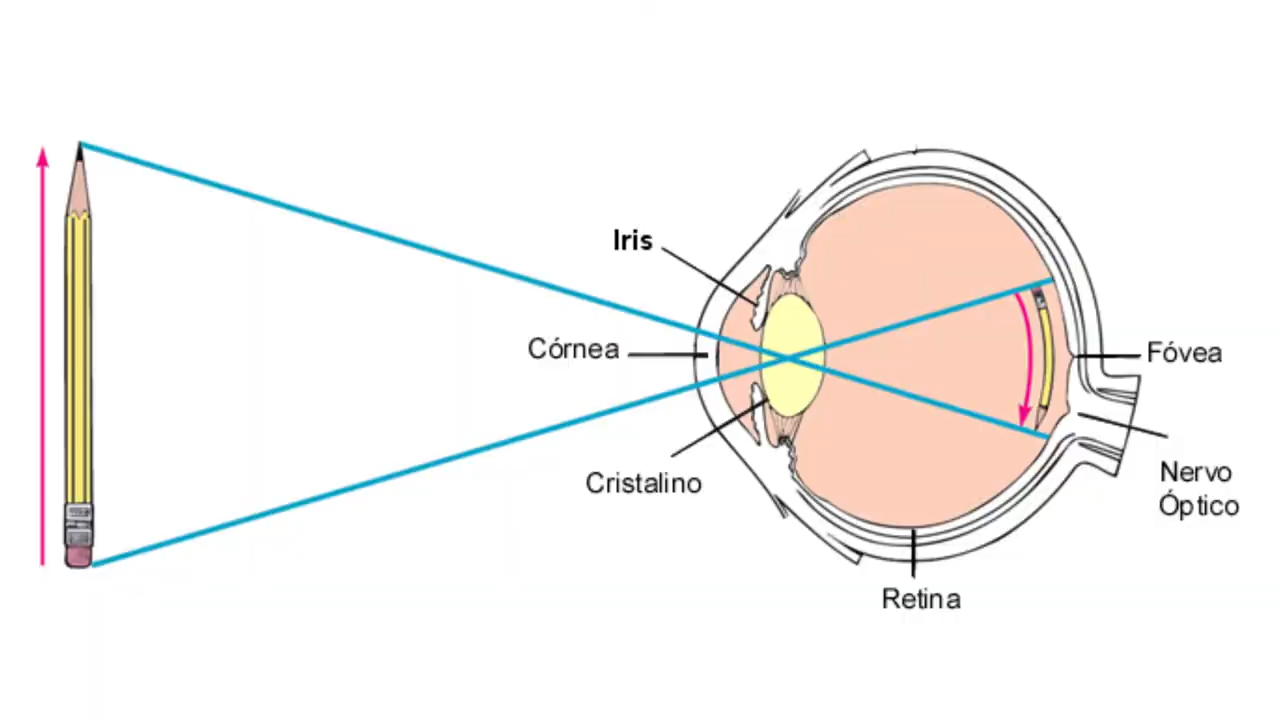 Iris
Córnea
Fóvea
Cristalino
Nervo
Óptico
Retina